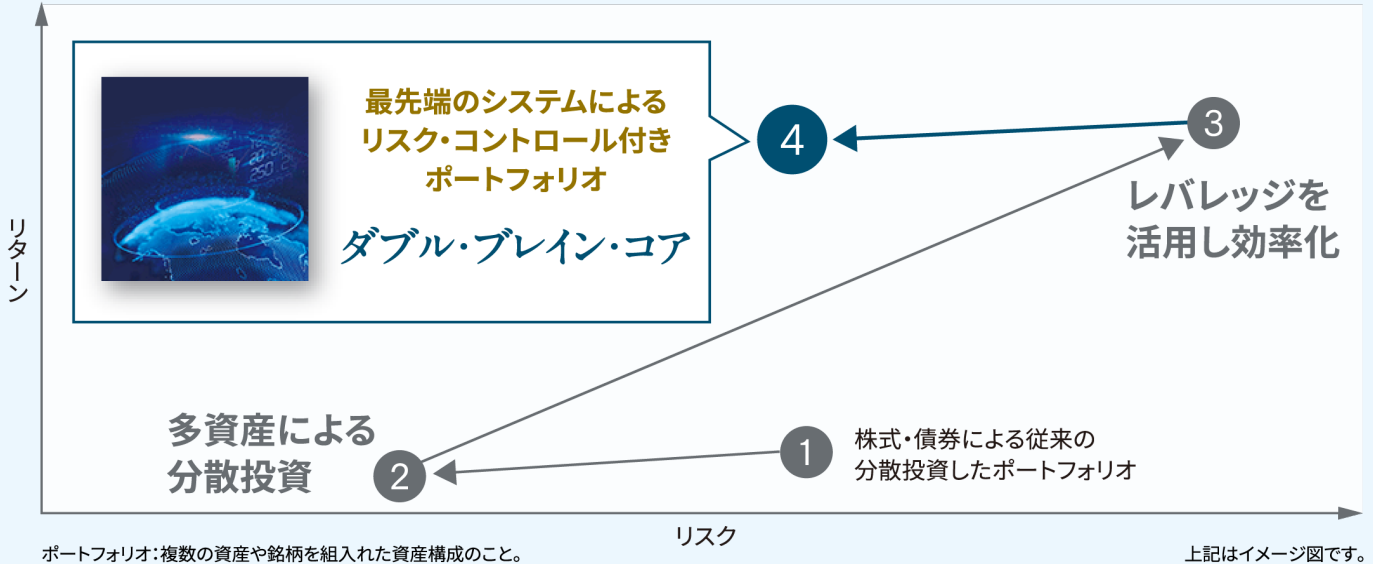 リターン
最先端のシステムによる
リスク・コントロール付き
ポートフォリオ
ダブル・ブレイン・コア
4
3
レバレッジを
活用し効率化
多資産による
分散投資
2
1
株式・債券による従来の
分散投資したポートフォリオ
リスク
ポートフォリオ：複数の資産や銘柄を組入れた資産構成のこと。
上記はイメージ図です。